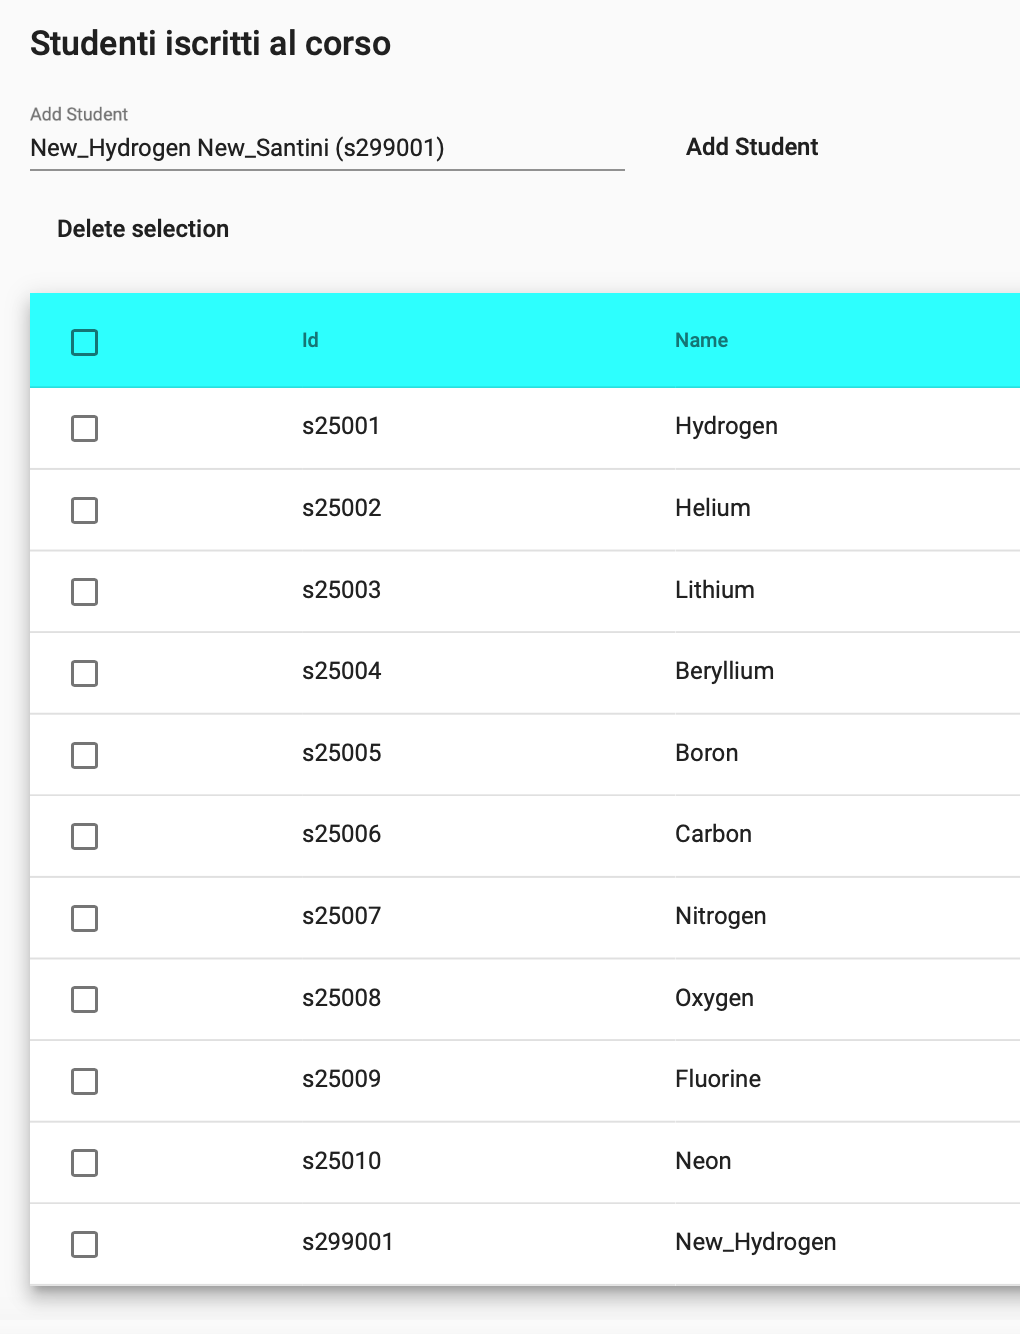 Studenti iscritti al corso
Add Student
New_Hydrogen New_Santini (s299001)
Add Student
Delete selection
Id Name
s25001 Hydrogen
s25002 Helium
s25003 Lithium
s25004 Beryllium
s25005 Boron
s25006 Carbon
s25007 Nitrogen
s25008 Oxygen
s25009 Fluorine
s25010 Neon
s299001 New_Hydrogen